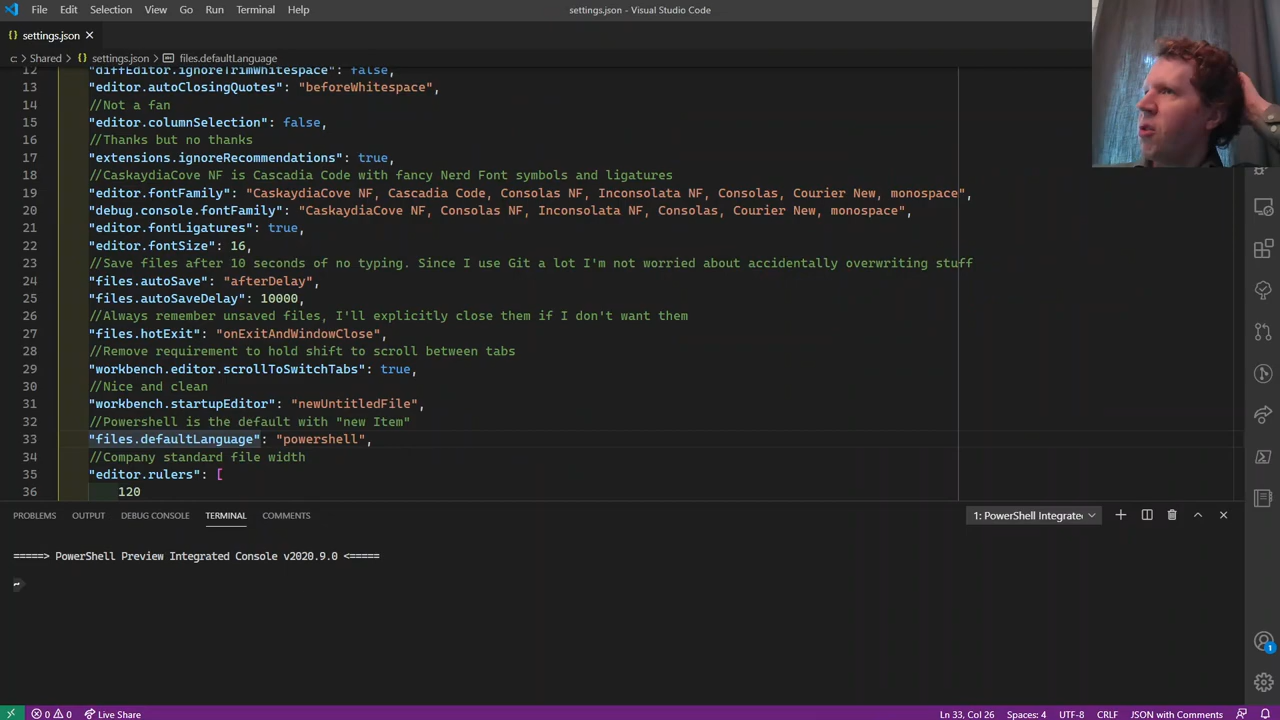 File Edit Selection View Go Run Terminal Help
settings.json - Visual Studio Code
{} settings.json ×
c: > Shared > {} settings.json > files.defaultLanguage
12 "diffEditor.ignoreTrimWhitespace": false,
13 "editor.autoClosingQuotes": "beforeWhitespace",
14 //Not a fan
15 "editor.columnSelection": false,
16 //Thanks but no thanks
17 "extensions.ignoreRecommendations": true,
18 //CaskaydiaCove NF is Cascadia Code with fancy Nerd Font symbols and ligatures
19 "editor.fontFamily": "CaskaydiaCove NF, Cascadia Code, Consolas NF, Inconsolata NF, Consolas, Courier New, monospace",
20 "debug.console.fontFamily": "CaskaydiaCove NF, Consolas NF, Inconsolata NF, Consolas, Courier New, monospace",
21 "editor.fontLigatures": true,
22 "editor.fontSize": 16,
23 //Save files after 10 seconds of no typing. Since I use Git a lot I'm not worried about accidentally overwriting stuff
24 "files.autoSave": "afterDelay",
25 "files.autoSaveDelay": 10000,
26 //Always remember unsaved files, I'll explicitly close them if I don't want them
27 "files.hotExit": "onExitAndWindowClose",
28 //Remove requirement to hold shift to scroll between tabs
29 "workbench.editor.scrollToSwitchTabs": true,
30 //Nice and clean
31 "workbench.startupEditor": "newUntitledFile",
32 //Powershell is the default with "new Item"
33 "files.defaultLanguage": "powershell",
34 //Company standard file width
35 "editor.rulers": [
36 120
PROBLEMS OUTPUT DEBUG CONSOLE TERMINAL COMMENTS
1: PowerShell Integrate
=====> PowerShell Preview Integrated Console v2020.9.0 <=====
~
1
0 0 Live Share
Ln 33, Col 26 Spaces: 4 UTF-8 CRLF JSON with Comments